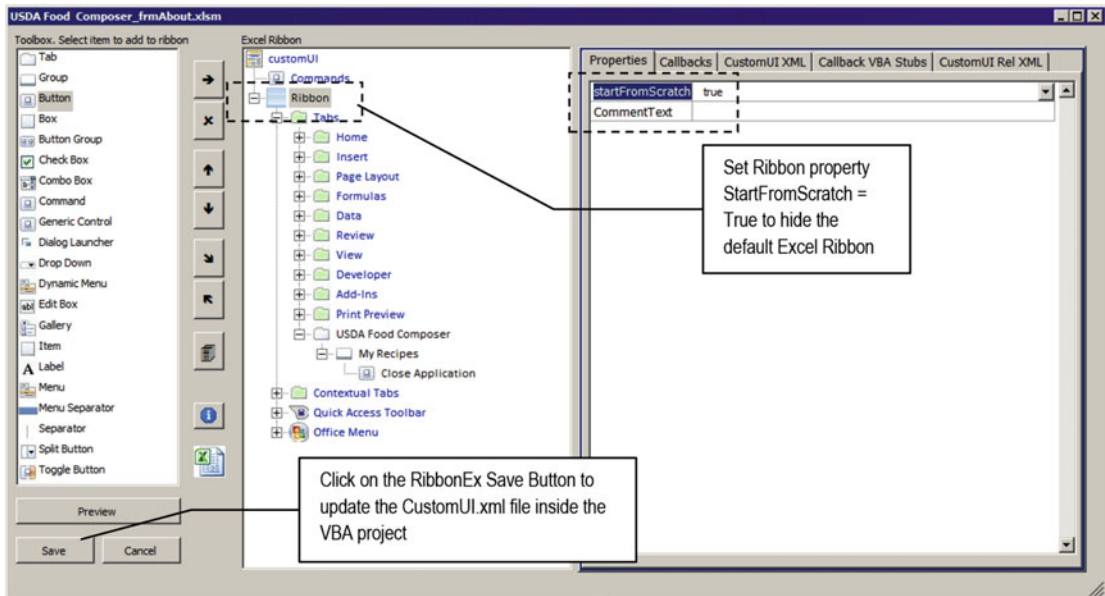 USDA Food Composer_frmAbout.xlsm
Toolbox. Select item to add to ribbon
Tab
Group
Button
Box
Button Group
Check Box
Combo Box
Command
Generic Control
Dialog Launcher
Drop Down
Dynamic Menu
Edit Box
Gallery
Item
Label
Menu
Menu Separator
Separator
Split Button
Toggle Button
Preview
Save
Cancel
Excel Ribbon
customUI
Commands
Ribbon
Tabs
Home
Insert
Page Layout
Formulas
Data
Review
View
Developer
Add-Ins
Print Preview
USDA Food Composer
My Recipes
Close Application
Contextual Tabs
Quick Access Toolbar
Office Menu
Properties
Callbacks
CustomUI XML
Callback VBA Stubs
CustomUI Rel XML
startFromScratch true
CommentText
Set Ribbon property
StartFromScratch =
True to hide the
default Excel Ribbon
Click on the RibbonEx Save Button to
update the CustomUI.xml file inside the
VBA project